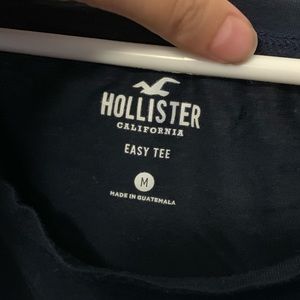 HOLLISTER
CALIFORNIA
EASY TEE
M
MADE IN GUATEMALA